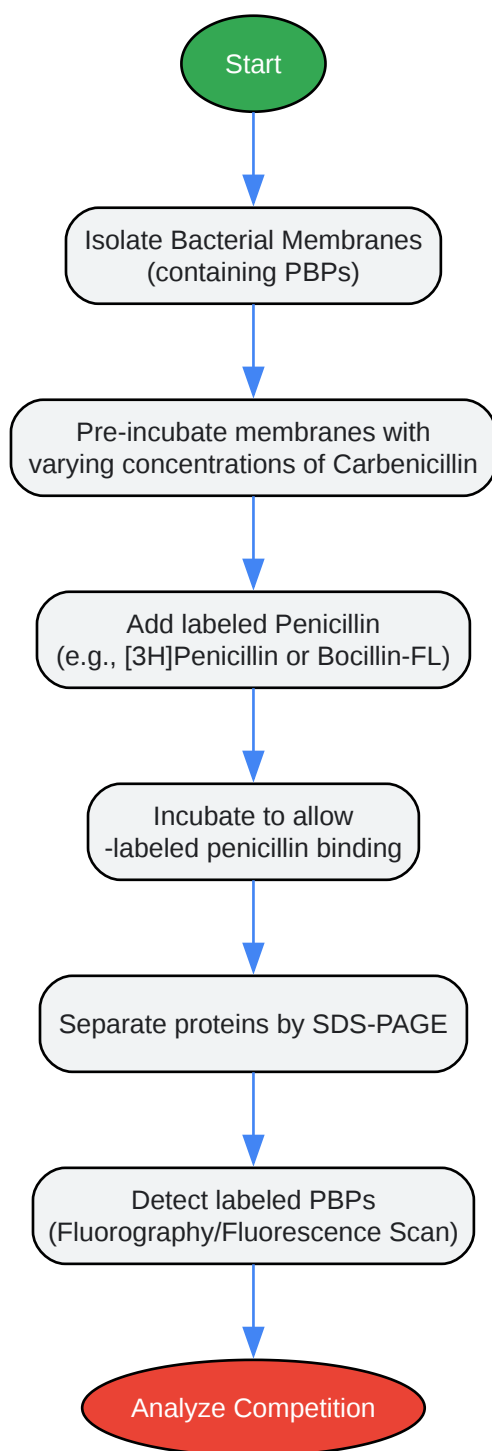 Start
Isolate Bacterial Membranes
(containing PBPs)
Pre-incubate membranes with
varying concentrations of Carbenicillin
Add labeled Penicillin
(e.g., [3H]Penicillin or Bocillin-FL)
Incubate to allow
-labeled penicillin binding
Separate proteins by SDS-PAGE
Detect labeled PBPs
(Fluorography/Fluorescence Scan)
Analyze Competition